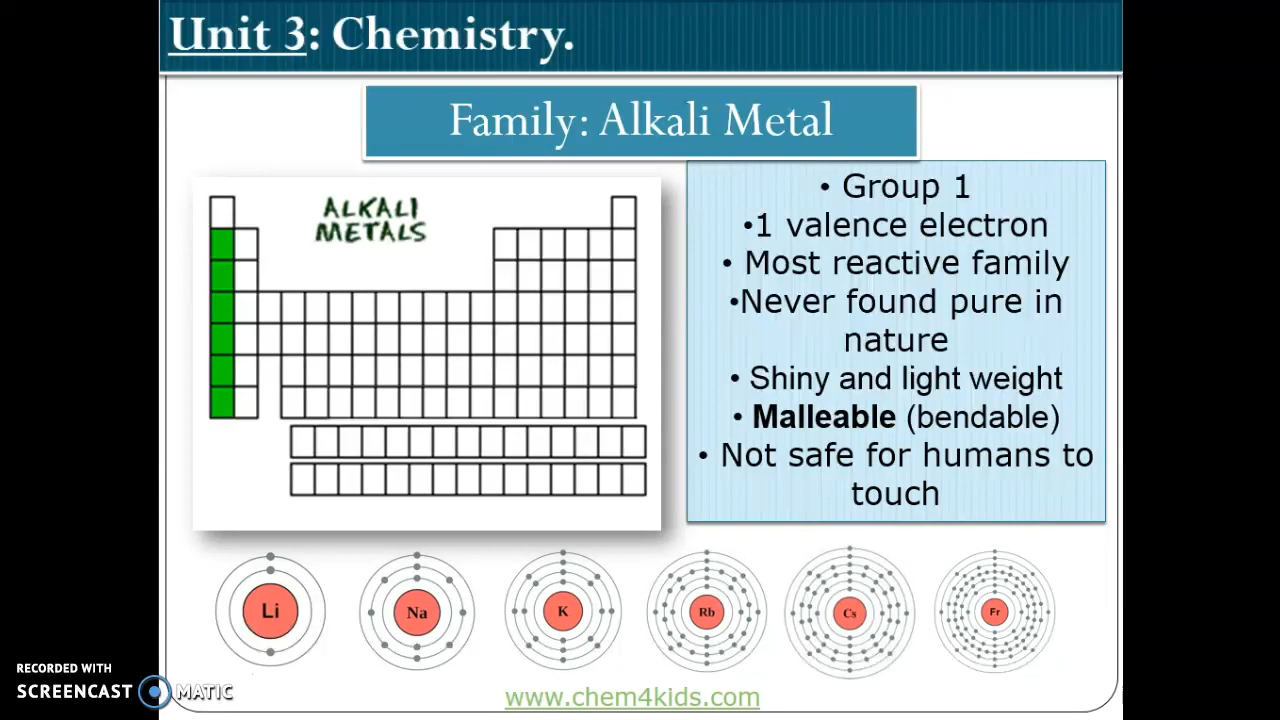 Unit 3: Chemistry.
Family: Alkali Metal
ALKALI
METALS
• Group 1
•1 valence electron
• Most reactive family
•Never found pure in
nature
• Shiny and light weight
• Malleable (bendable)
• Not safe for humans to
touch
Li
Na
K
Rb
Cs
Fr
RECORDED WITH
SCREENCAST MATIC
www.chem4kids.com